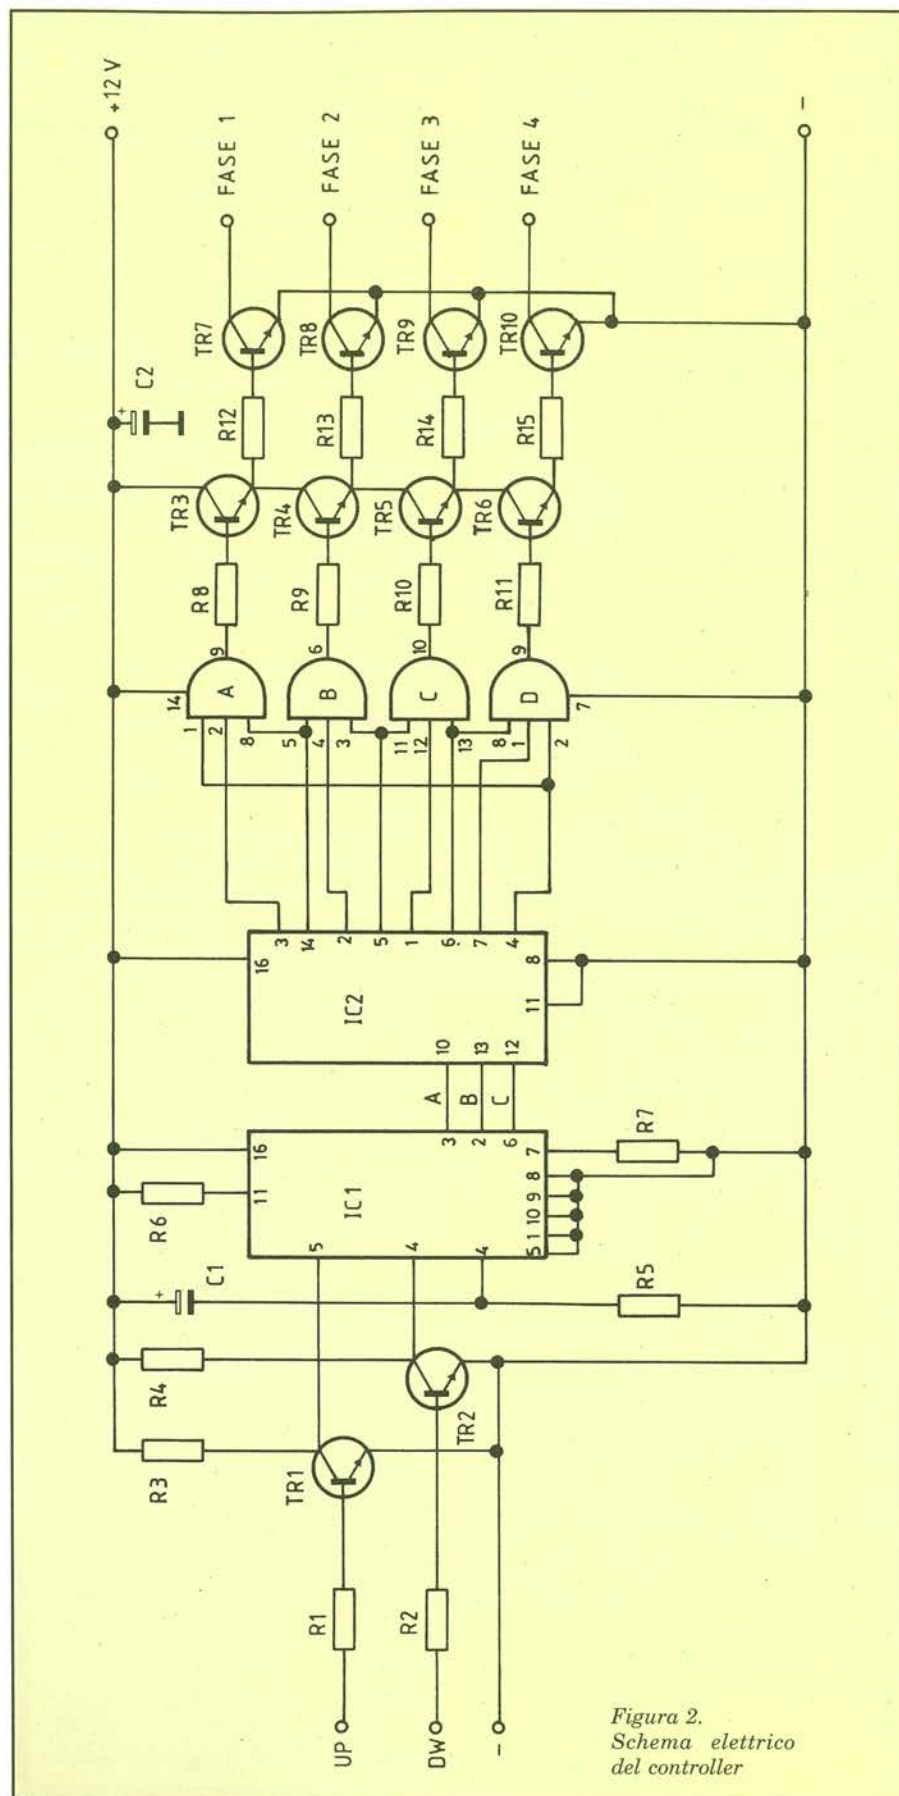 +12 V
FASE 1
FASE 2
FASE 3
FASE 4
-
C2
TR7
TR8
TR9
TR10
R12
R13
R14
R15
TR3
TR4
TR5
TR6
R8
R9
R10
R11
14
9
6
10
9
A
B
C
D
1
2
8
5
4
3
11
12
13
8
1
2
7
3
14
2
5
1
6
7
4
16
IC2
8
11
10
13
12
A
B
C
3
2
6
16
11
IC1
7
8
9
10
1
5
5
4
4
R6
R7
C1
R5
R4
R3
TR1
TR2
R1
R2
UP
DW
-
Figura 2.
Schema elettrico
del controller